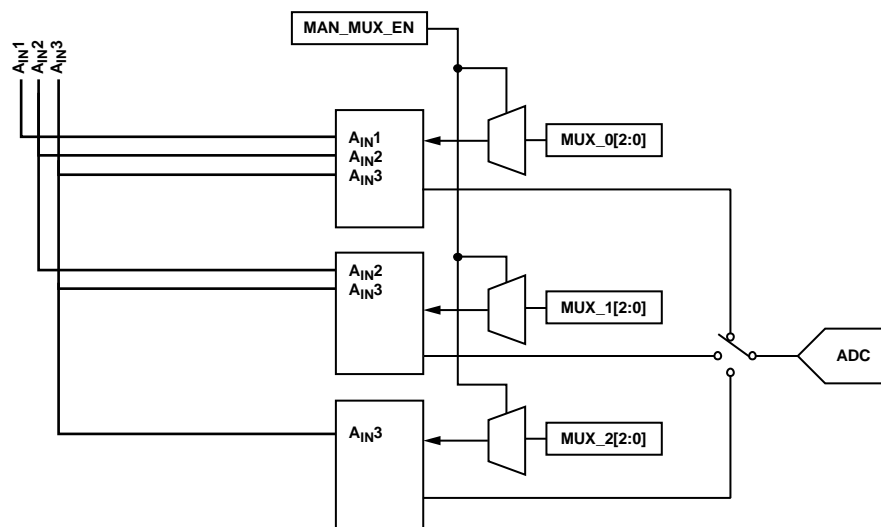 MAN_MUX_EN
AIN1
AIN2
AIN3
AIN1
AIN2
AIN3
MUX_0[2:0]
AIN2
AIN3
MUX_1[2:0]
ADC
AIN3
MUX_2[2:0]